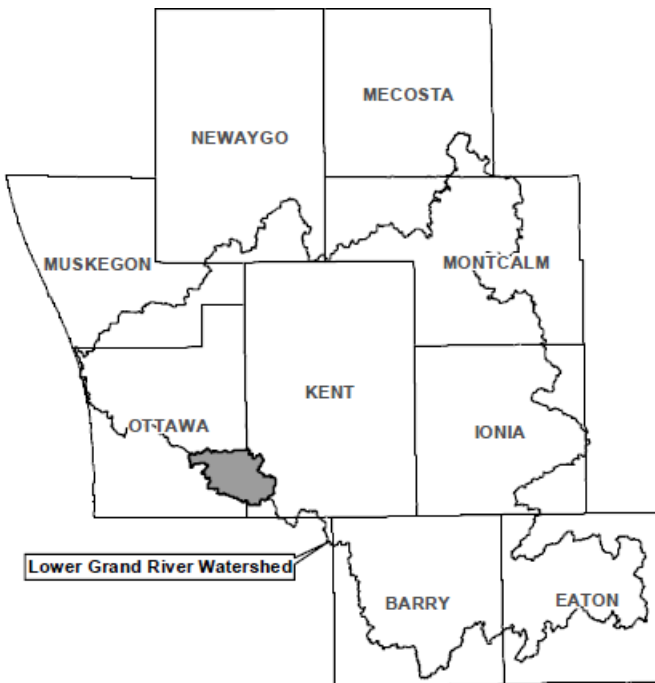 MECOSTA
NEWAYGO
MUSKEGON
MONTCALM
KENT
OTTAWA
IONIA
Lower Grand River Watershed
BARRY
EATON